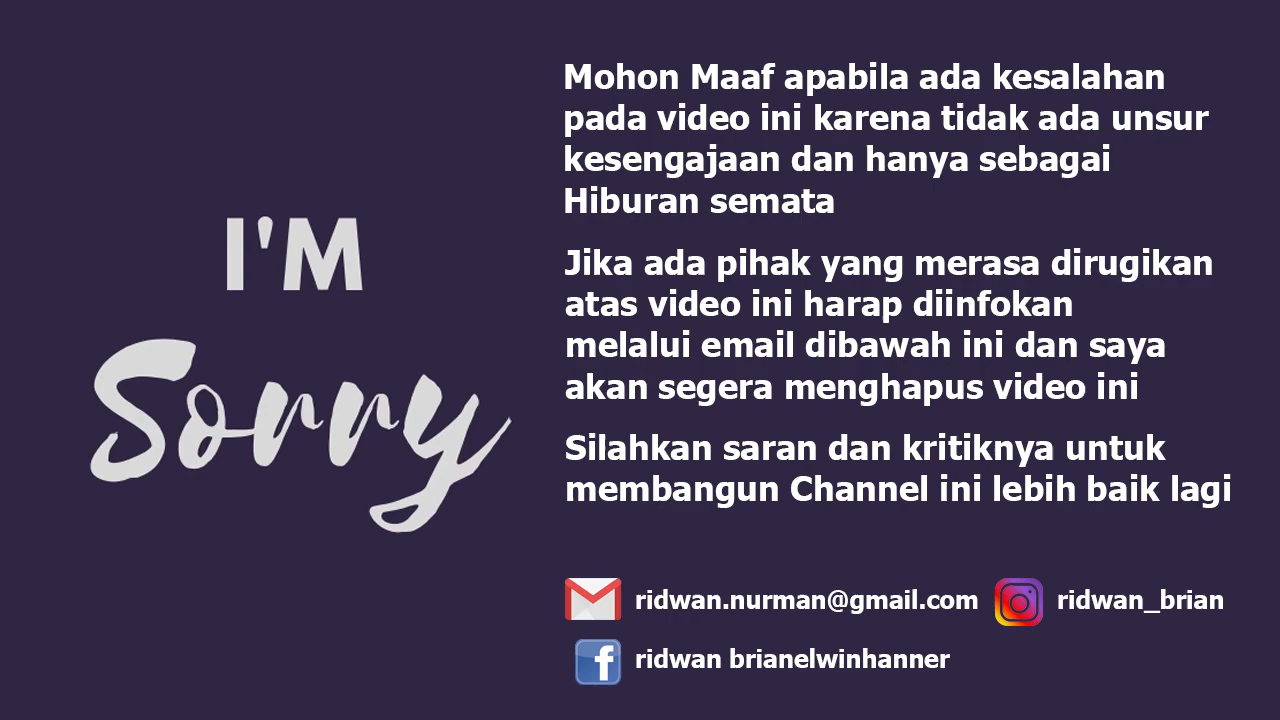 I'M
Sorry
Mohon Maaf apabila ada kesalahan
pada video ini karena tidak ada unsur
kesengajaan dan hanya sebagai
Hiburan semata
Jika ada pihak yang merasa dirugikan
atas video ini harap diinfokan
melalui email dibawah ini dan saya
akan segera menghapus video ini
Silahkan saran dan kritiknya untuk
membangun Channel ini lebih baik lagi
ridwan.nurman@gmail.com ridwan_brian
ridwan brianelwinhanner